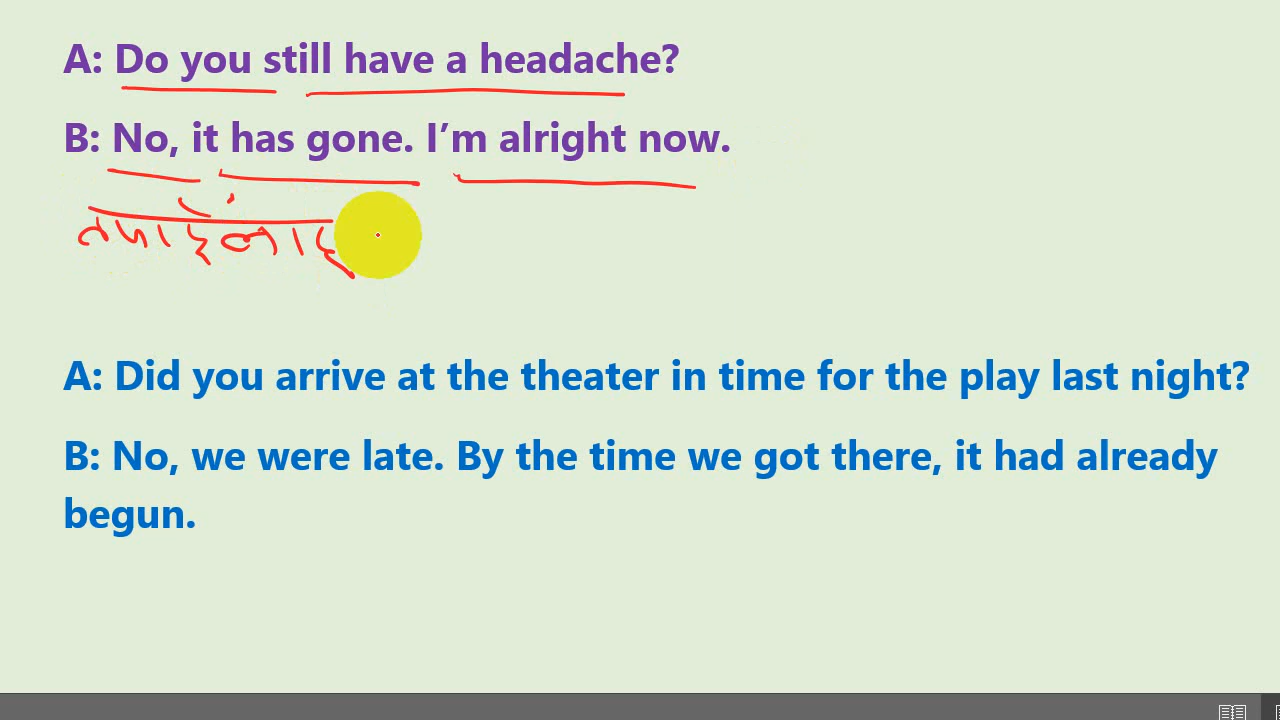 A: Do you still have a headache?
B: No, it has gone. I’m alright now.
A: Did you arrive at the theater in time for the play last night?
B: No, we were late. By the time we got there, it had already
begun.